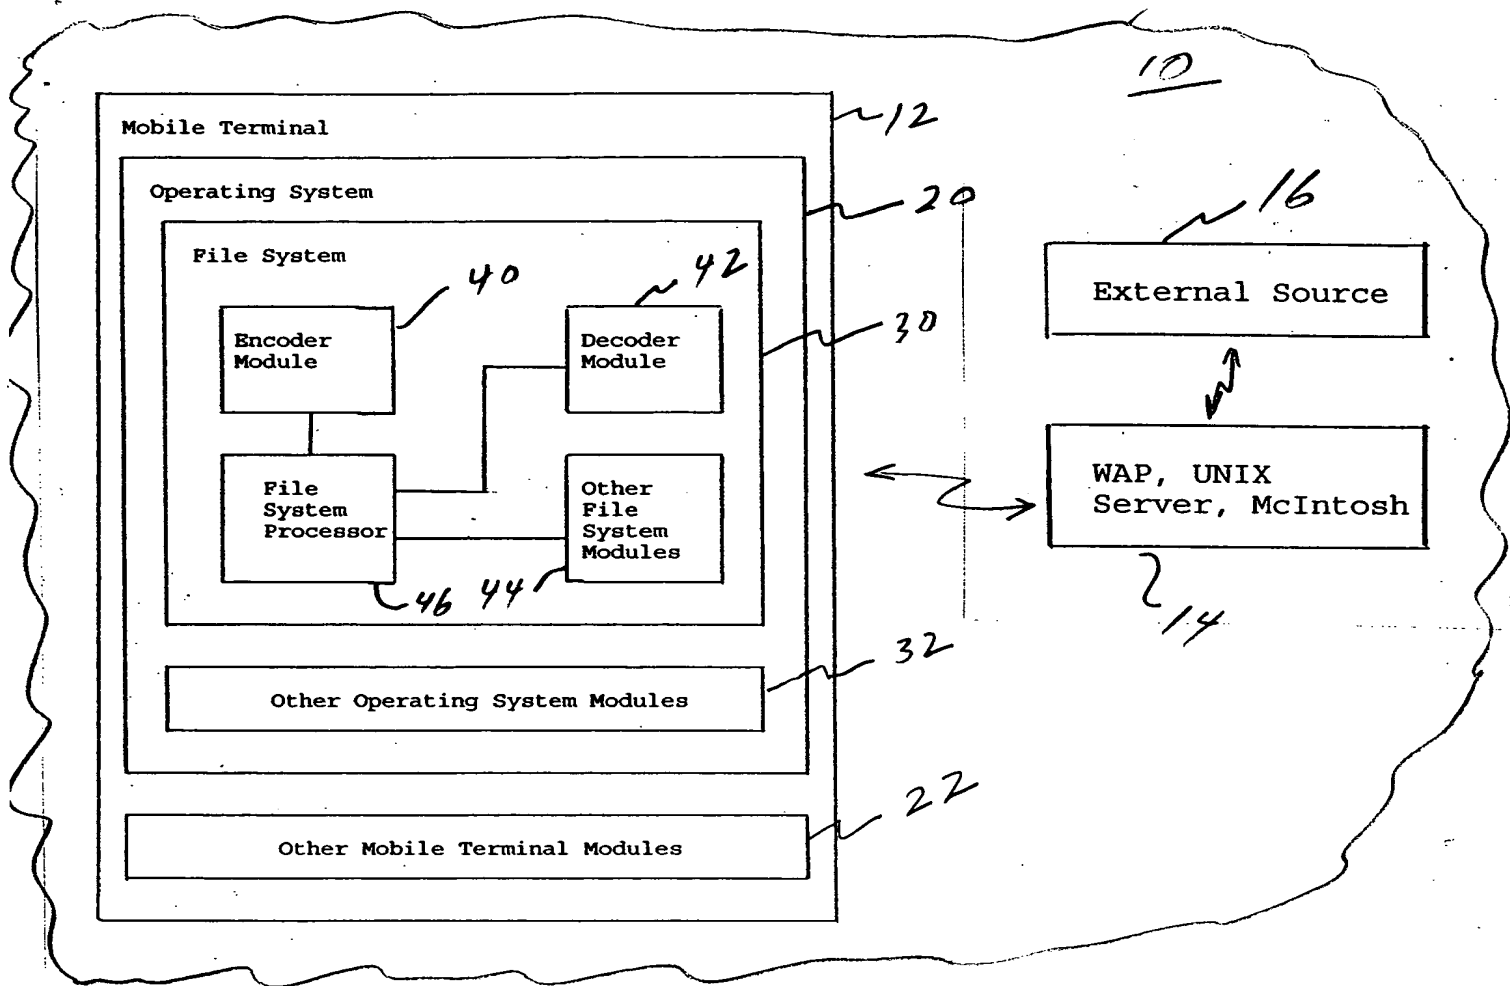 10
Mobile Terminal
12
Operating System
20
16
File System
40
42
External Source
Encoder
Module
Decoder
Module
30
File
System
Processor
Other
File
System
Modules
WAP, UNIX
Server, McIntosh
46
44
14
32
Other Operating System Modules
22
Other Mobile Terminal Modules